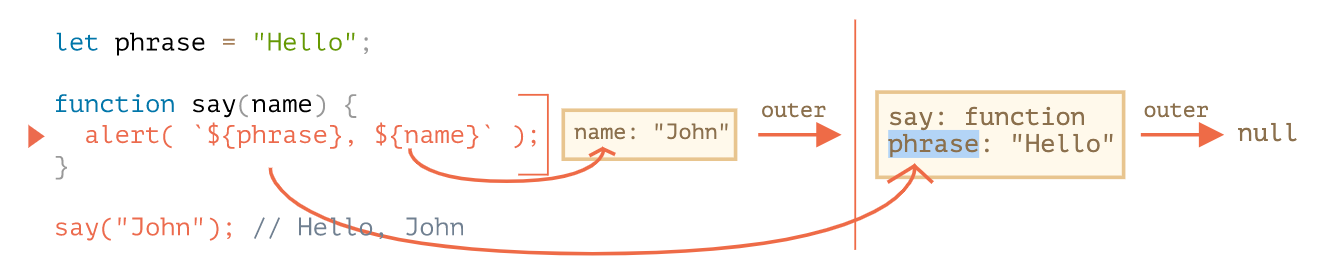 let phrase = "Hello";
function say(name) {
alert( `${phrase}, ${name}` );
}
say("John"); // Hello, John
name: "John"
outer
say: function
phrase: "Hello"
outer
null